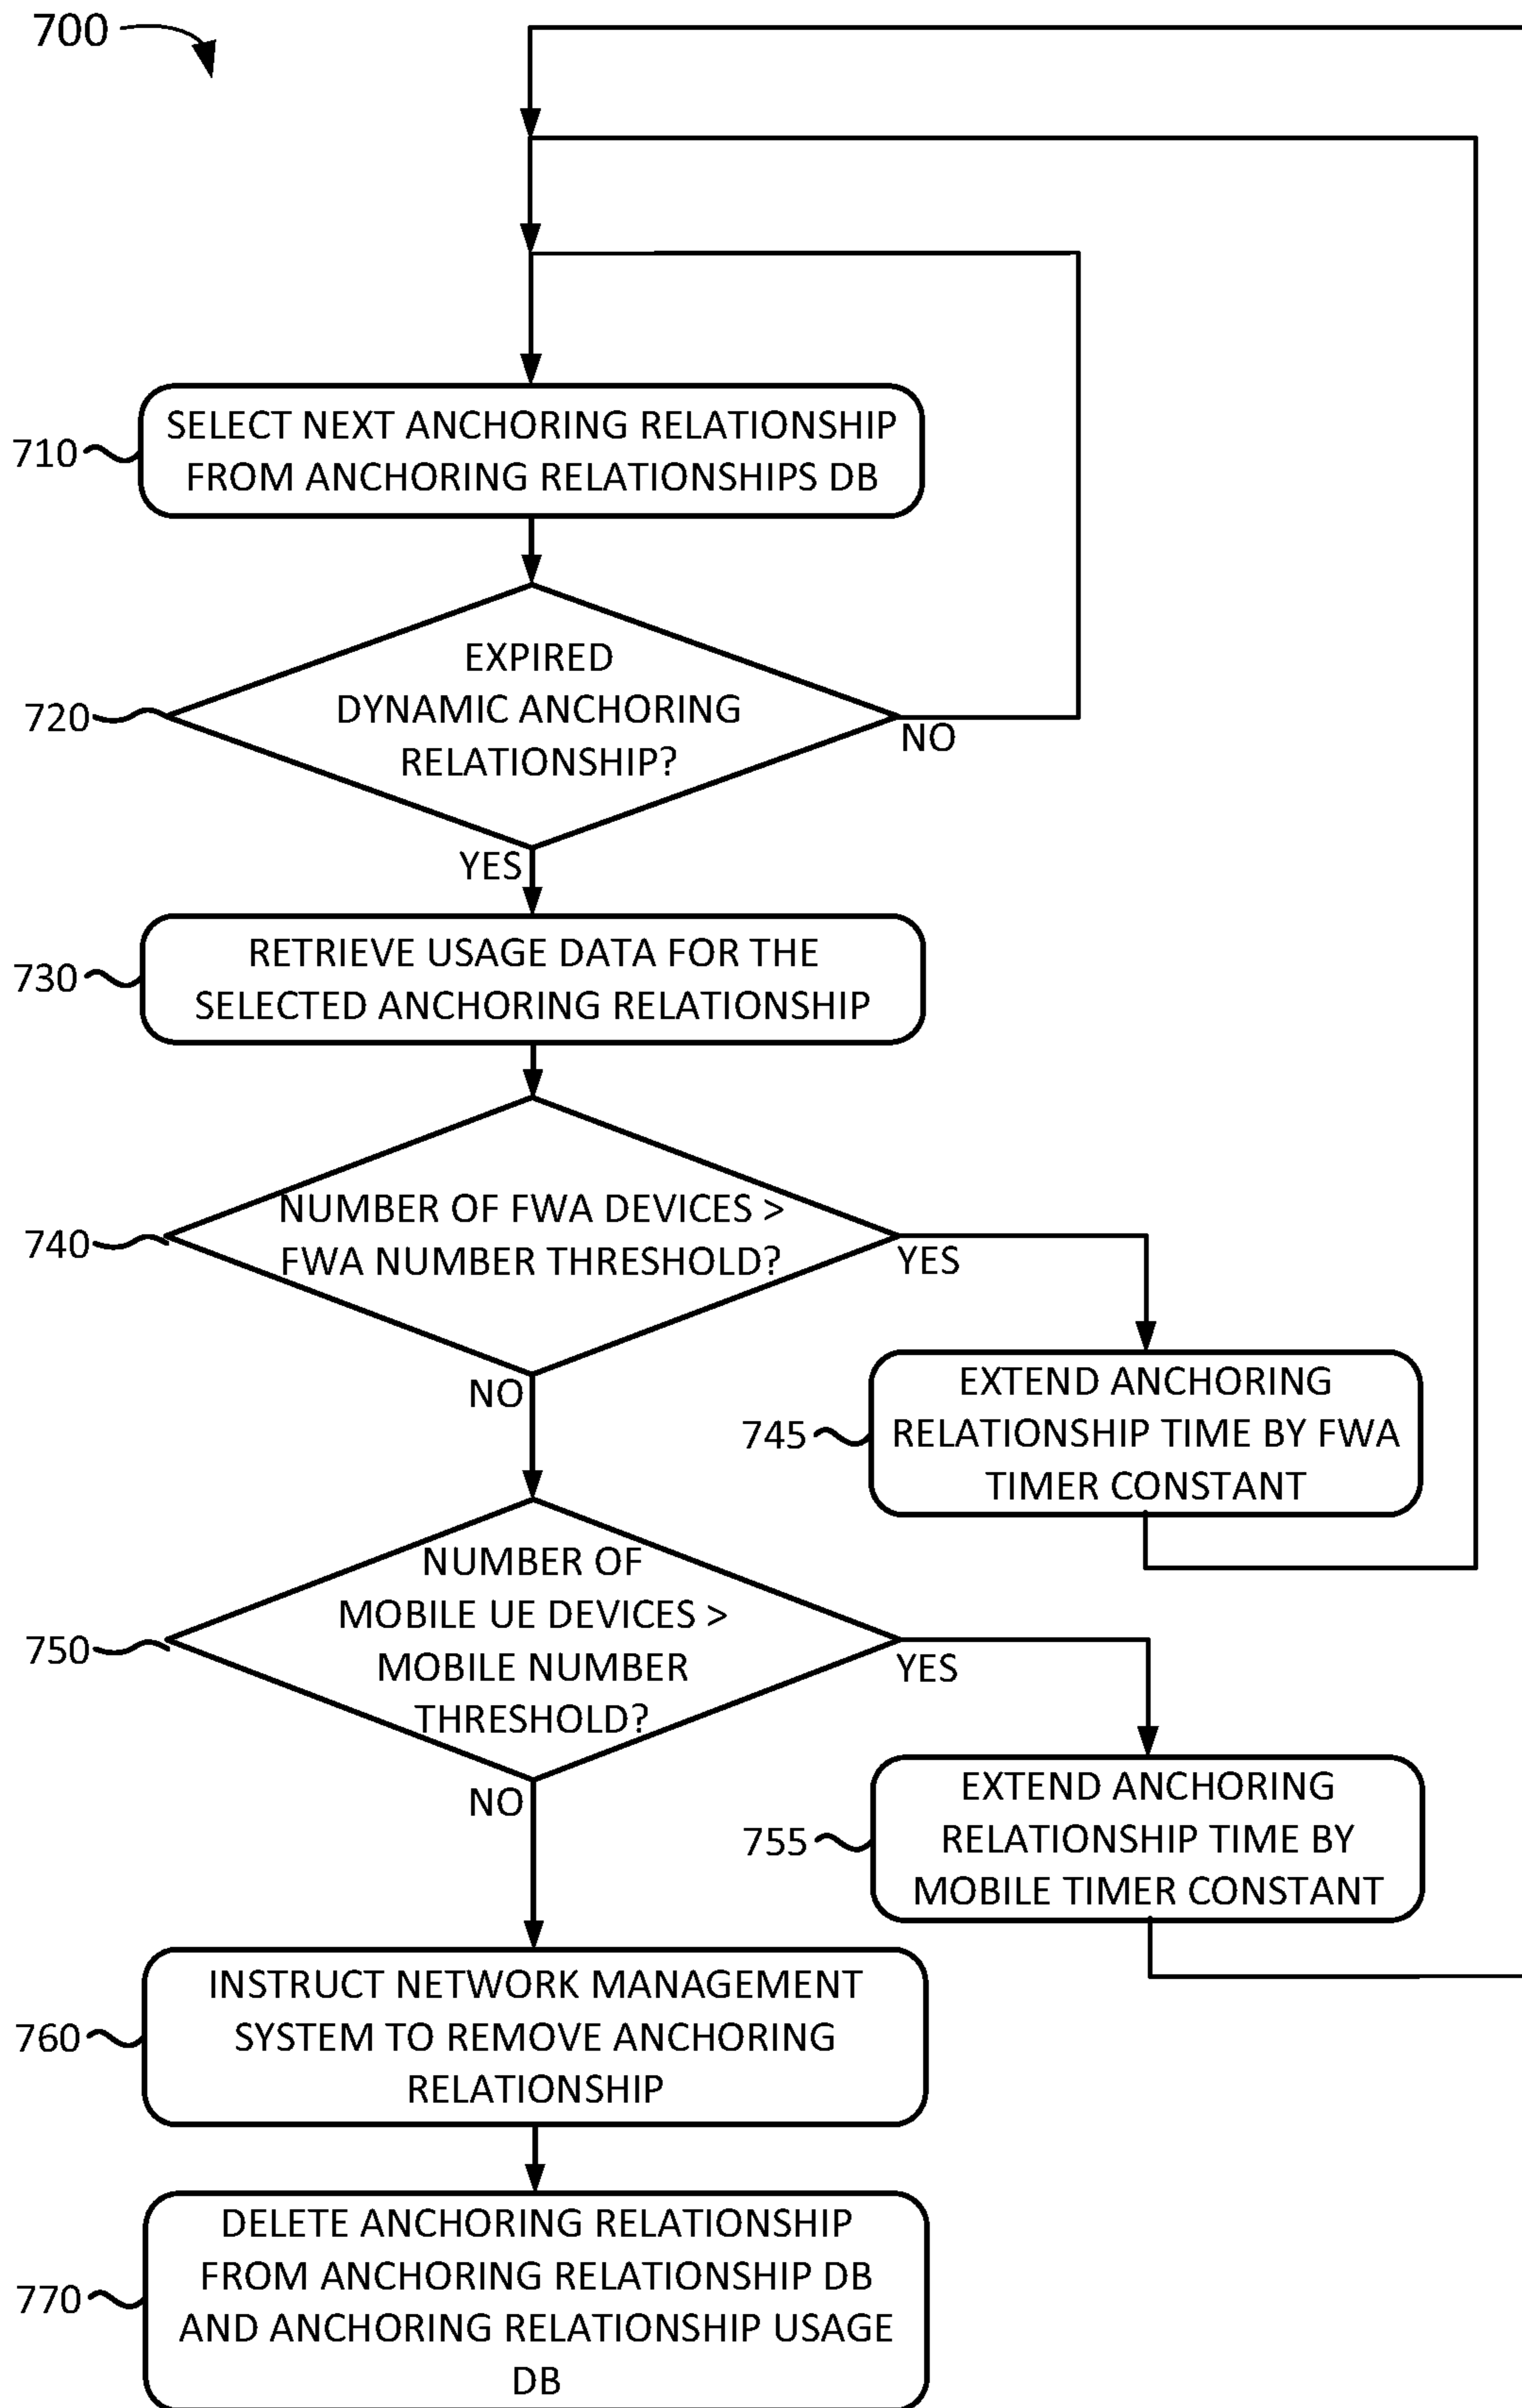 700
710
SELECT NEXT ANCHORING RELATIONSHIP
FROM ANCHORING RELATIONSHIPS DB
720
EXPIRED
DYNAMIC ANCHORING
RELATIONSHIP?
NO
YES
730
RETRIEVE USAGE DATA FOR THE
SELECTED ANCHORING RELATIONSHIP
740
NUMBER OF FWA DEVICES >
FWA NUMBER THRESHOLD?
YES
NO
745
EXTEND ANCHORING
RELATIONSHIP TIME BY FWA
TIMER CONSTANT
750
NUMBER OF
MOBILE UE DEVICES >
MOBILE NUMBER
THRESHOLD?
YES
NO
755
EXTEND ANCHORING
RELATIONSHIP TIME BY
MOBILE TIMER CONSTANT
760
INSTRUCT NETWORK MANAGEMENT
SYSTEM TO REMOVE ANCHORING
RELATIONSHIP
770
DELETE ANCHORING RELATIONSHIP
FROM ANCHORING RELATIONSHIP DB
AND ANCHORING RELATIONSHIP USAGE
DB